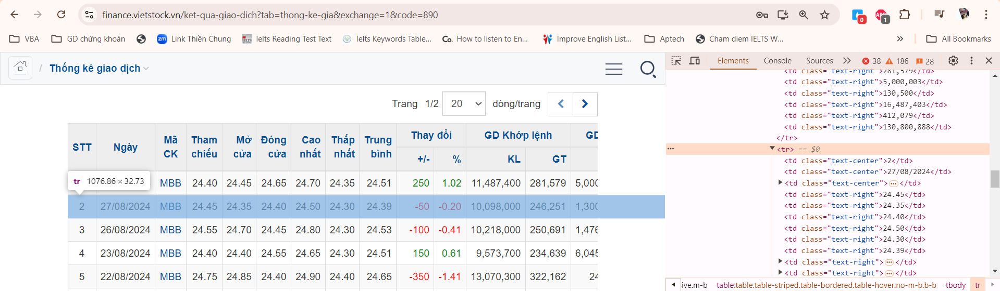 finance.vietstock.vn/ket-qua-giao-dich?tab=thong-ke-gia&exchange=1&code=890
0
ABP
1
VBA
GD chứng khoán
zm
Link Thiền Chung
IELTS
Ielts Reading Test Text
Ielts Keywords Table...
Co.
How to listen to En...
Improve English List...
Aptech
Cham diem IELTS W...
»
All Bookmarks
/ Thống kê giao dịch
Trang 1/2 20 dòng/trang
STT Ngày Mã CK Tham chiếu Mở cửa Đóng cửa Cao nhất Thấp nhất Trung bình Thay đổi GD Khớp lệnh GD
+/- % KL GT
tr 1076.86 × 32.73
MBB 24.40 24.45 24.65 24.70 24.35 24.51 250 1.02 11,487,400 281,579 5,000
2 27/08/2024 MBB 24.45 24.35 24.40 24.50 24.30 24.39 -50 -0.20 10,098,000 246,251 1,300
3 26/08/2024 MBB 24.55 24.70 24.45 24.80 24.30 24.53 -100 -0.41 10,218,000 250,691 1,476
4 23/08/2024 MBB 24.40 24.40 24.55 24.65 24.30 24.51 150 0.61 9,573,700 234,639 6,045
5 22/08/2024 MBB 24.75 24.85 24.40 24.90 24.40 24.65 -350 -1.41 13,070,300 322,162 24
Elements Console Sources » 38 186 28
<td class="text-right">281,579</td>
<td class="text-right">5,000,003</td>
<td class="text-right">130,500</td>
<td class="text-right">16,487,403</td>
<td class="text-right">412,079</td>
<td class="text-right">130,800,888</td>
</tr>
<tr> == $0
<td class="text-center">2</td>
<td class="text-center">27/08/2024</td>
<td class="text-center">…</td>
<td class="text-right">24.45</td>
<td class="text-right">24.35</td>
<td class="text-right">24.40</td>
<td class="text-right">24.50</td>
<td class="text-right">24.30</td>
<td class="text-right">24.39</td>
<td class="text-right">…</td>
<td class="text-right">…</td>
ive.m-b table.table.table-striped.table-bordered.table-hover.no-m-b.b-b tbody tr